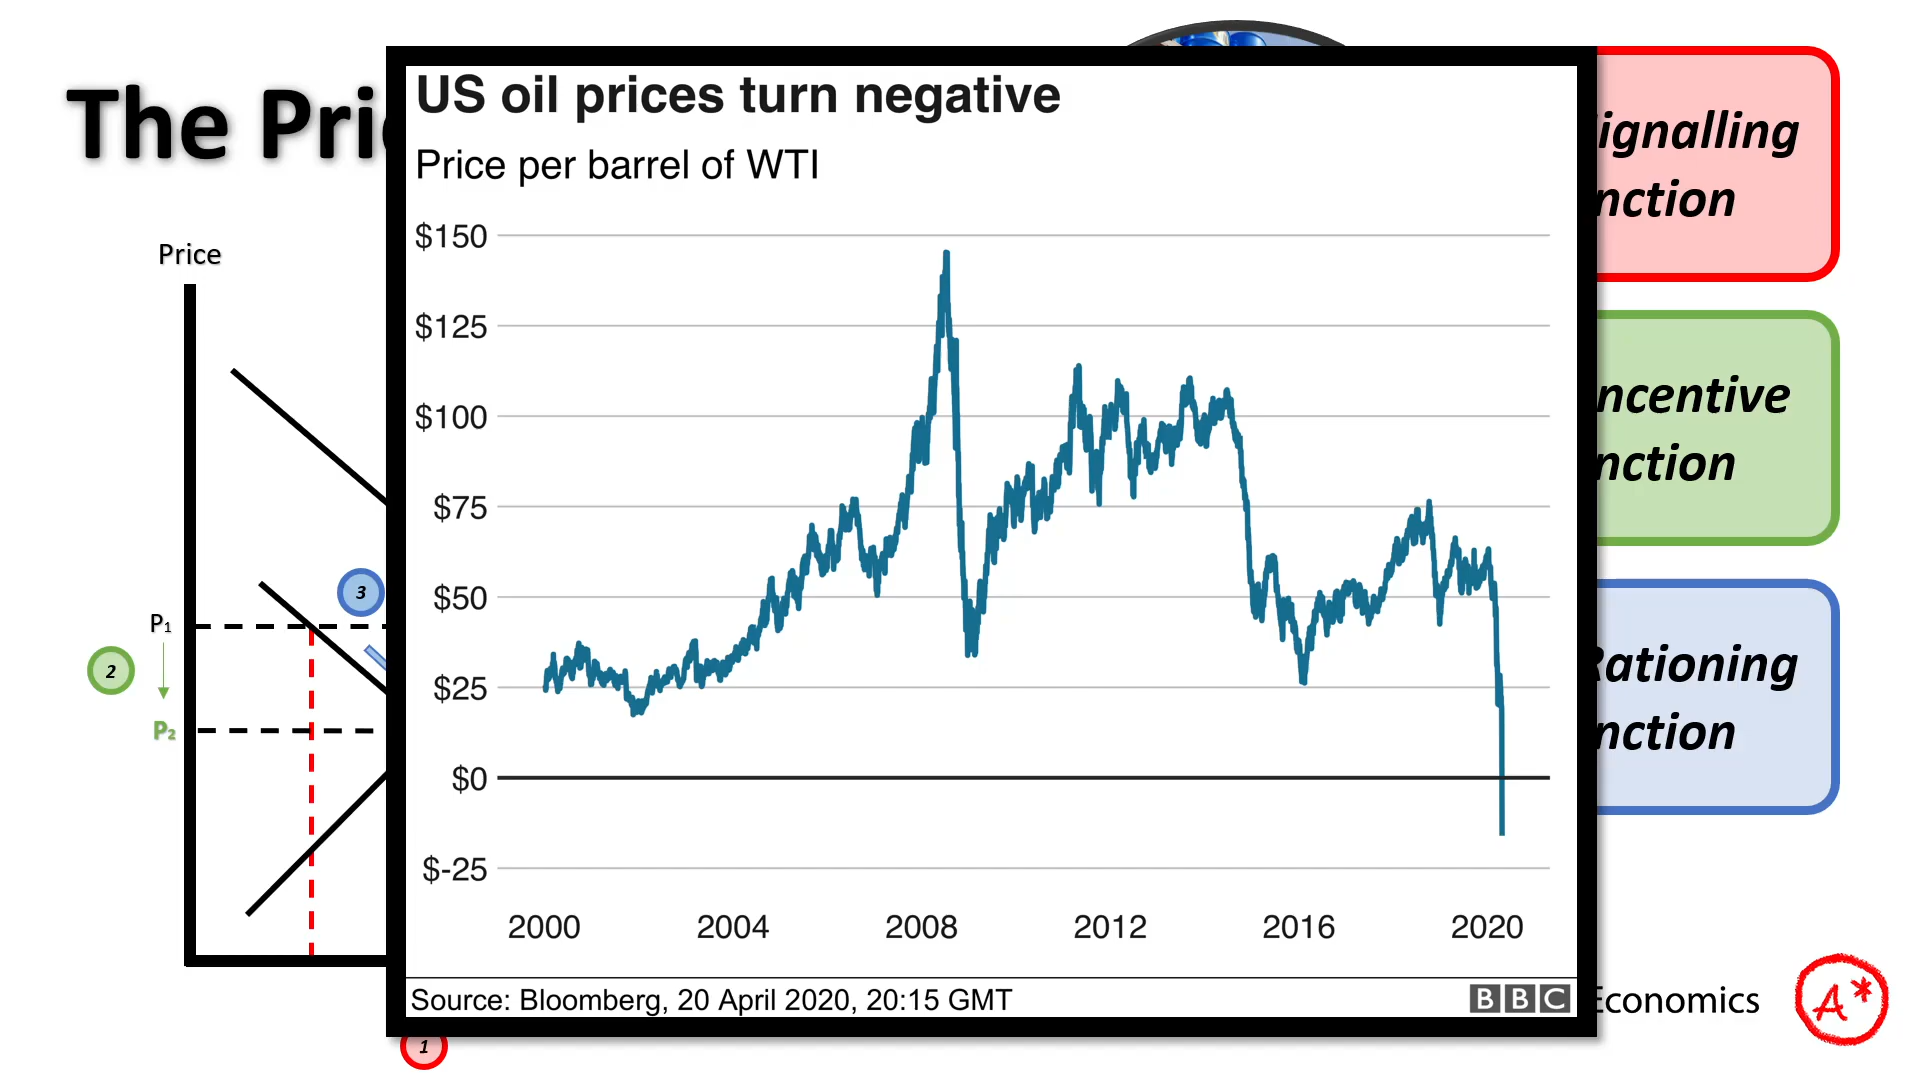 The Pri
US oil prices turn negative
Price per barrel of WTI
$150
$125
$100
$75
$50
$25
$0
$-25
2000 2004 2008 2012 2016 2020
Source: Bloomberg, 20 April 2020, 20:15 GMT
BBC
Price
P1
P2
3
2
1
ignalling
nction
ncentive
nction
Rationing
nction
Economics
A*